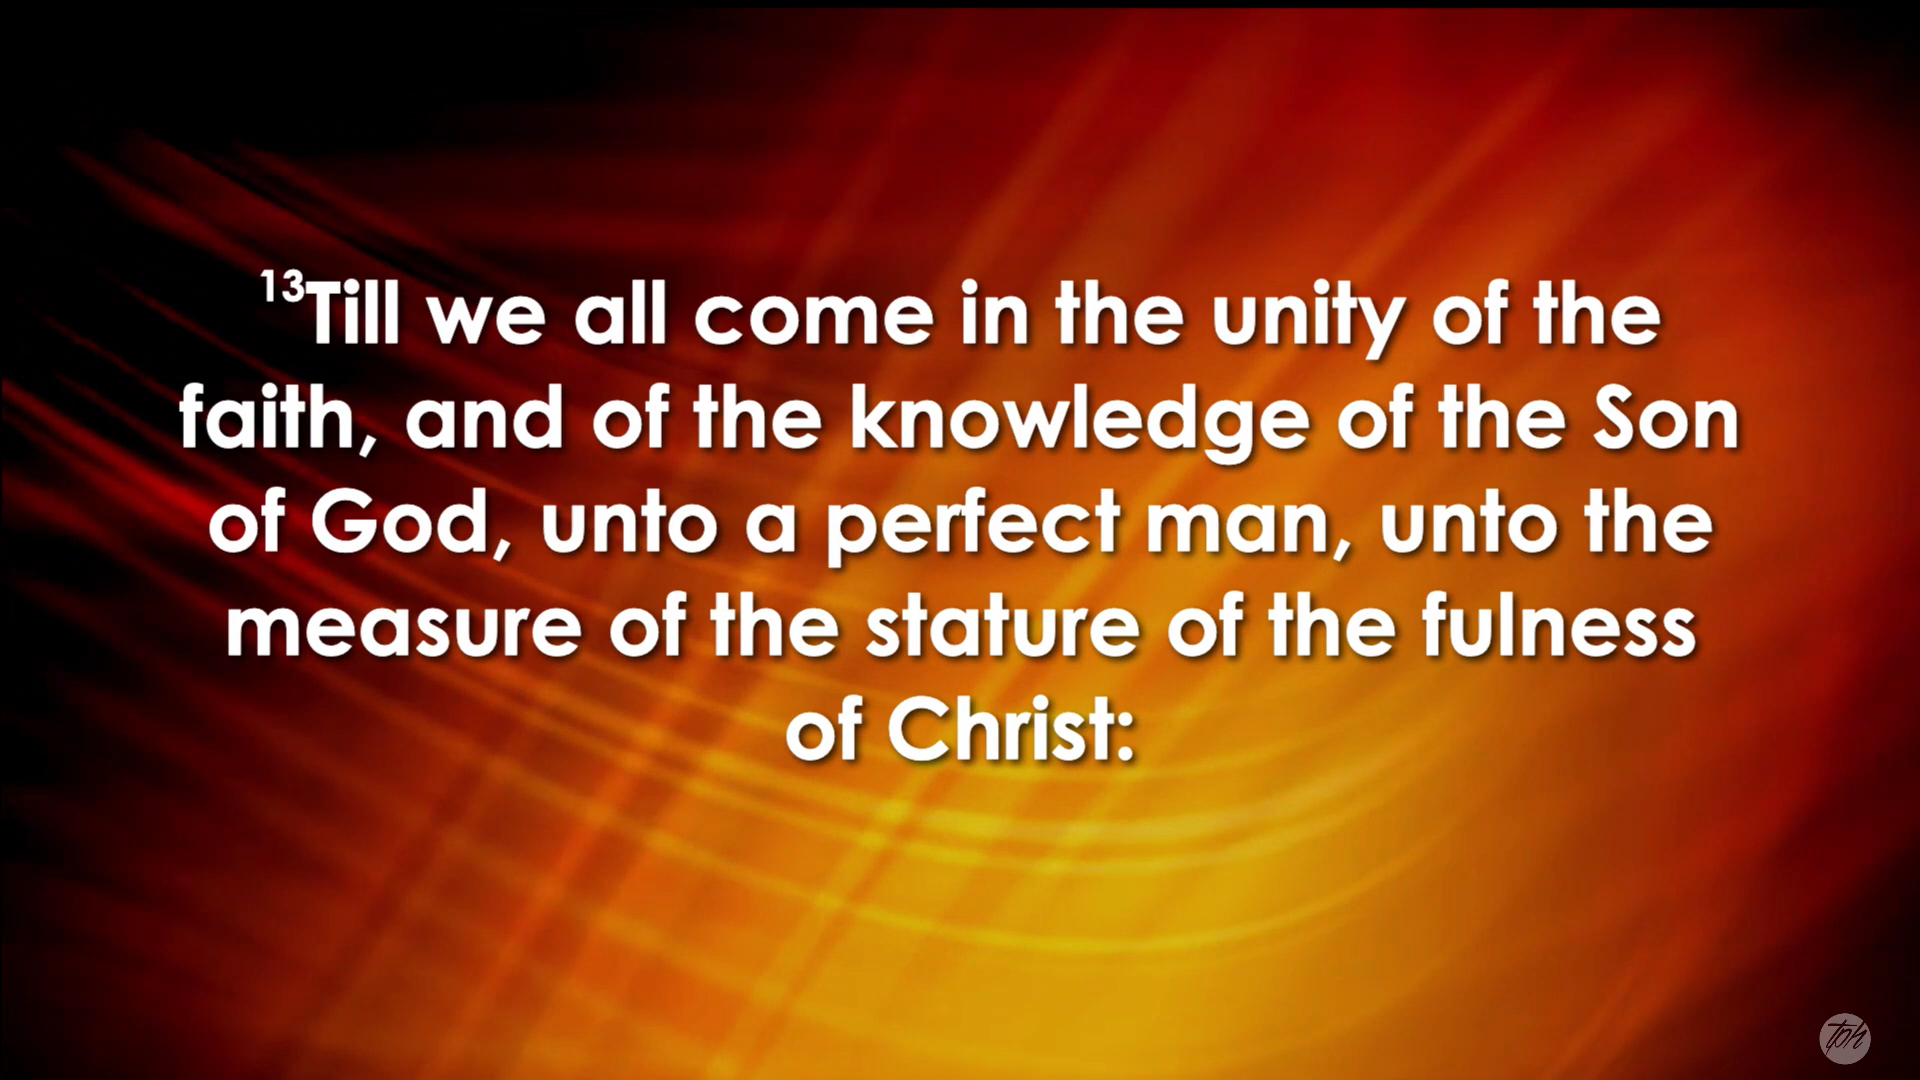 13Till we all come in the unity of the
faith, and of the knowledge of the Son
of God, unto a perfect man, unto the
measure of the stature of the fulness
of Christ:
tph